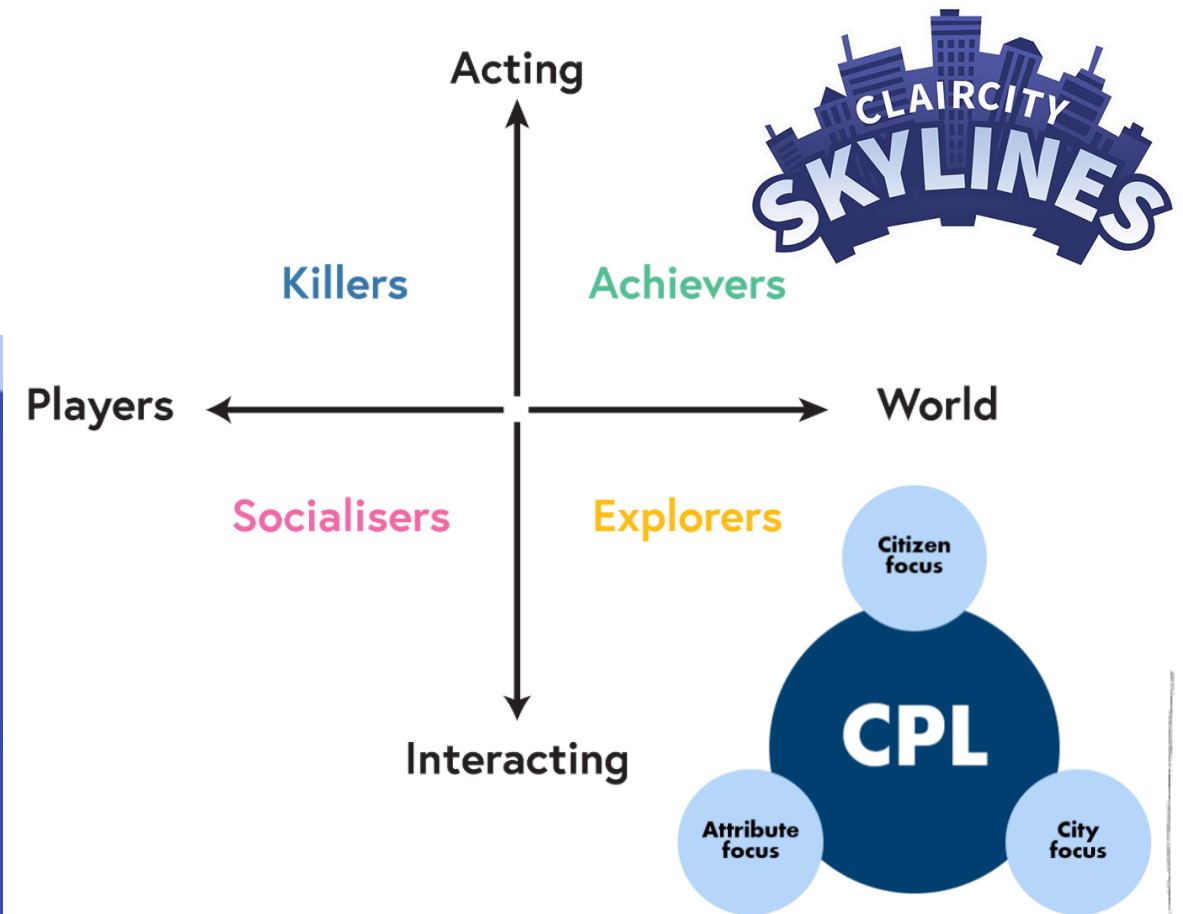 Acting
CLAIRCITY
SKYLINES
Killers
Achievers
Players
World
Socialisers
Explorers
Citizen
focus
CPL
Interacting
Attribute
focus
City
focus